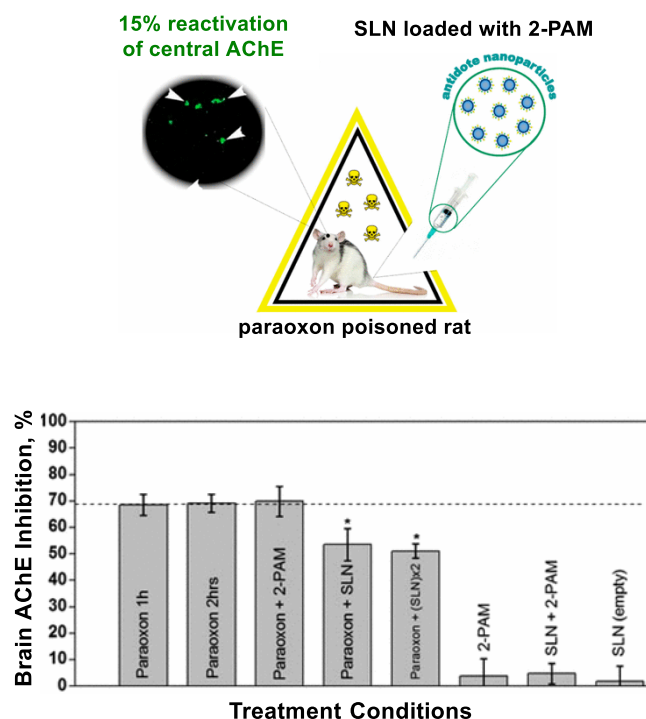 15% reactivation
of central AChE
SLN loaded with 2-PAM
antidote nanoparticles
paraoxon poisoned rat
Brain AChE Inhibition, %
100
90
80
70
60
50
40
30
20
10
0
Paraoxon 1h
Paraoxon 2hrs
Paraoxon + 2-PAM
*
Paraoxon + SLN
*
Paraoxon + (SLN)x2
2-PAM
SLN + 2-PAM
SLN (empty)
Treatment Conditions